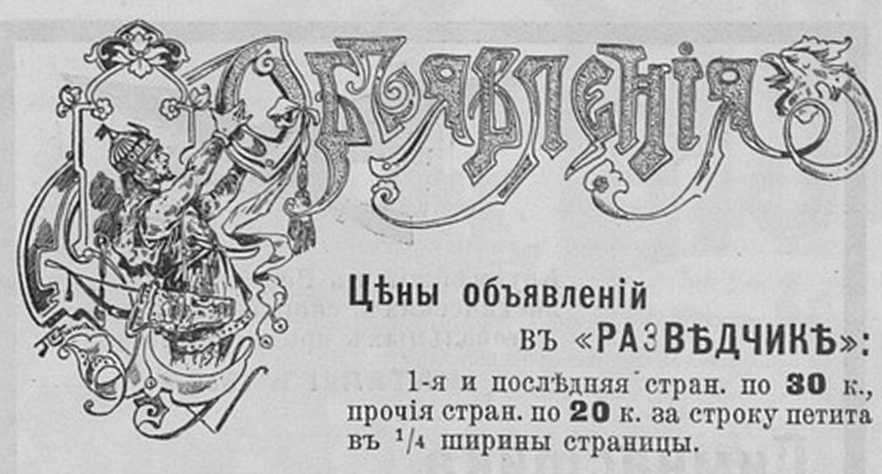 Объявленія
Цѣны объявленій
въ «РАЗВѢДЧИКѢ»:
1-я и послѣдняя стран. по 30 к.,
прочія стран. по 20 к. за строку петита
въ 1/4 ширины страницы.